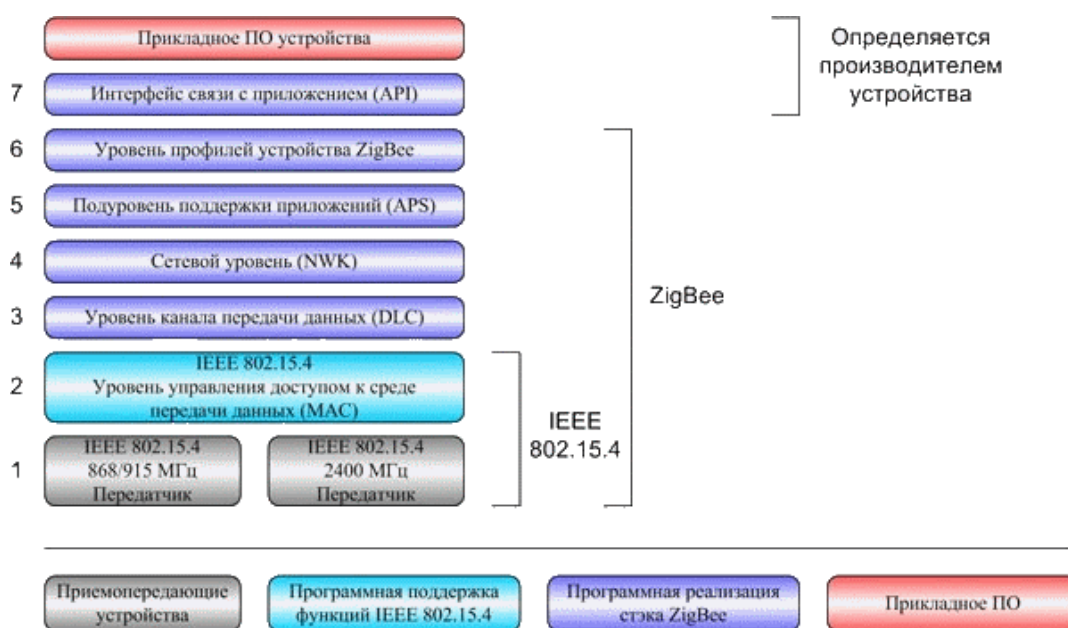 Прикладное ПО устройства
Определяется
производителем
устройства
7
Интерфейс связи с приложением (API)
6
Уровень профилей устройства ZigBee
5
Подуровень поддержки приложений (APS)
4
Сетевой уровень (NWK)
ZigBee
3
Уровень канала передачи данных (DLC)
2
IEEE 802.15.4
Уровень управления доступом к среде
передачи данных (MAC)
IEEE
802.15.4
1
IEEE 802.15.4
868/915 МГц
Передатчик
IEEE 802.15.4
2400 МГц
Передатчик
Приемопередающие
устройства
Программная поддержка
функций IEEE 802.15.4
Программная реализация
стэка ZigBee
Прикладное ПО